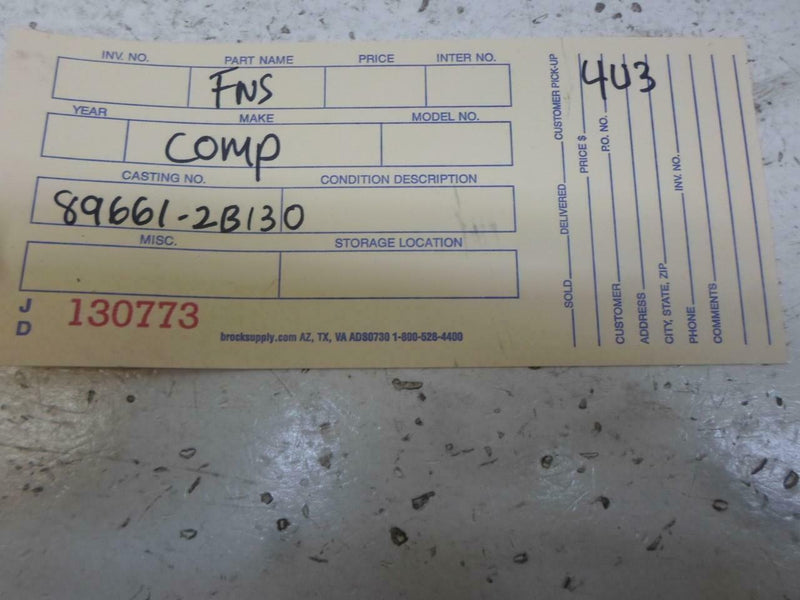 INV. NO. PART NAME PRICE INTER NO.
FNS
YEAR MAKE MODEL NO.
COMP
CASTING NO. CONDITION DESCRIPTION
89661-2B130
MISC. STORAGE LOCATION
J
D
130773
brocksupply.com AZ, TX, VA ADS0730 1-800-528-4400
SOLD DELIVERED CUSTOMER PICK-UP
4U3
PRICE $ 
CUSTOMER P.O. NO.
ADDRESS
CITY, STATE, ZIP INV. NO.
PHONE
COMMENTS